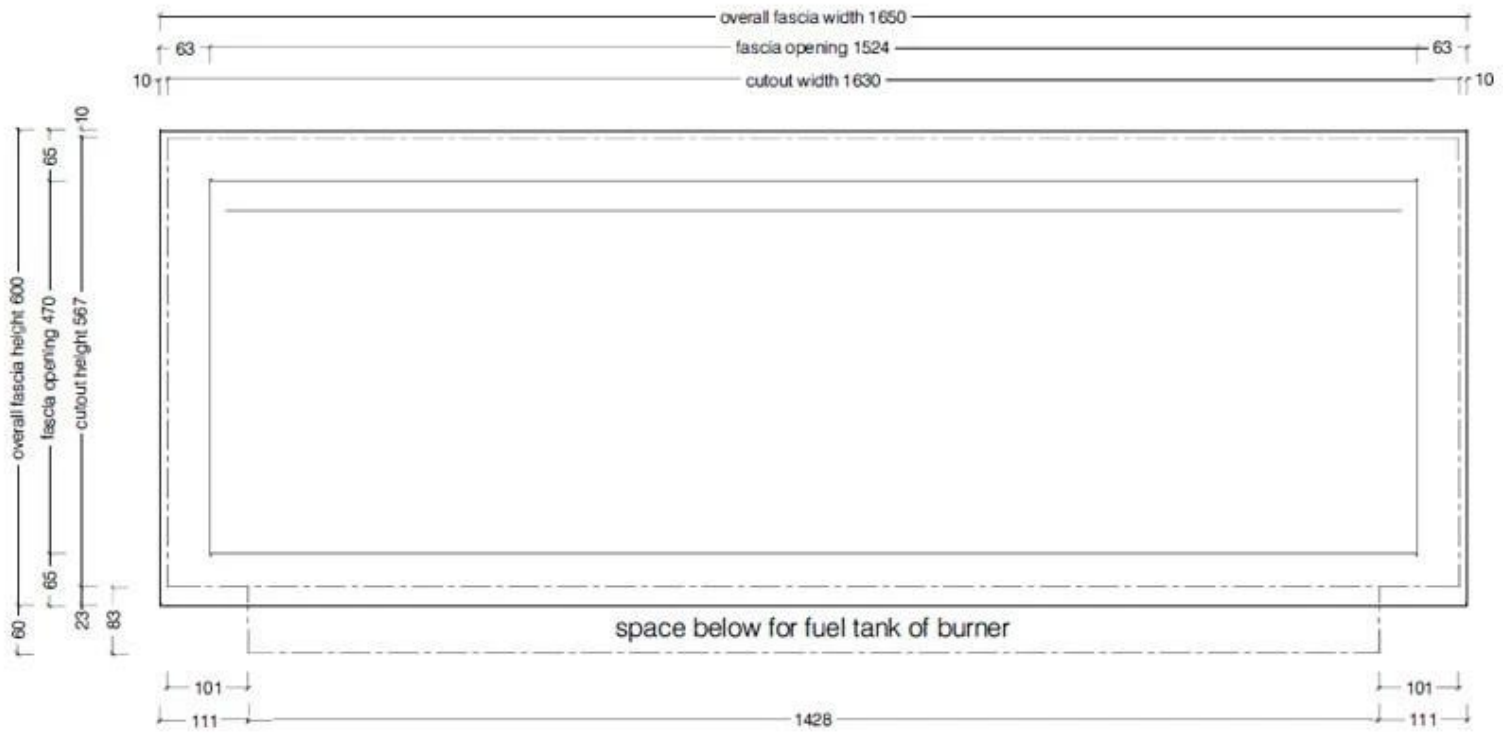 overall fascia width 1650
63 fascia opening 1524 63
10 cutout width 1630 10
10
65
overall fascia height 600
fascia opening 470
cutout height 567
65
60
23
83
space below for fuel tank of burner
101 101
111 1428 111